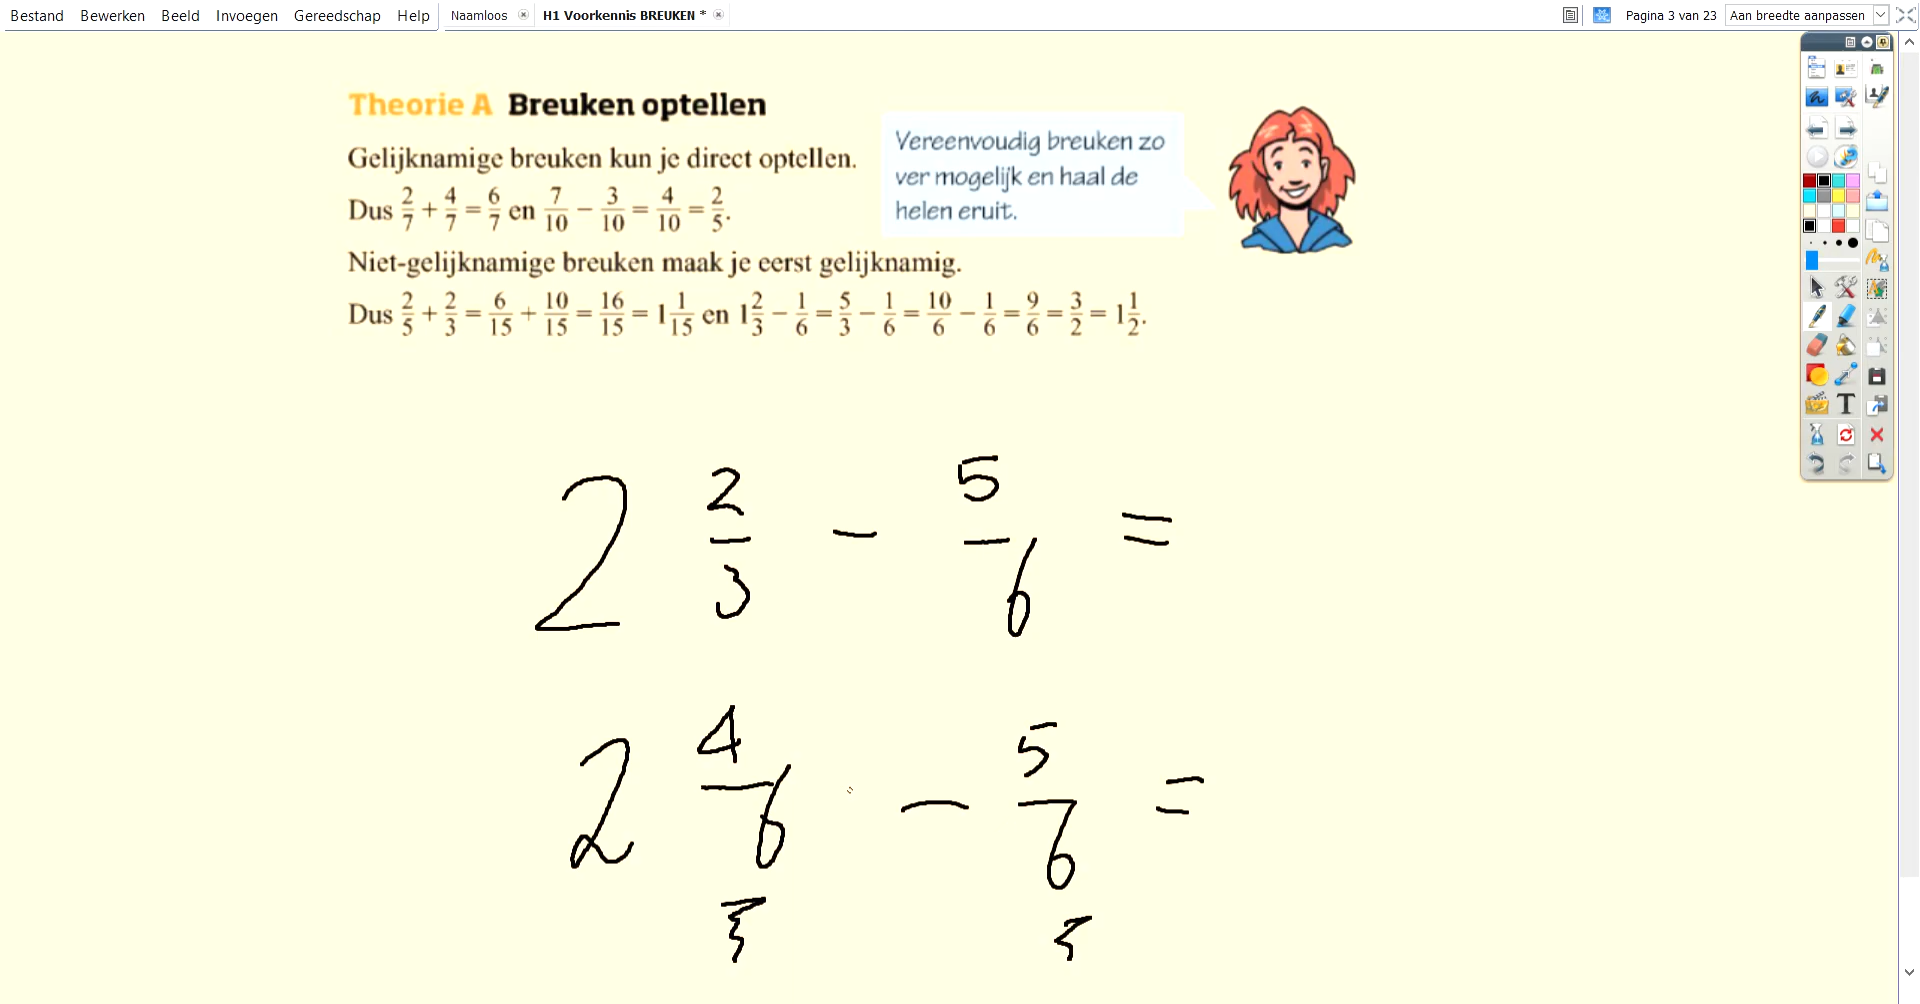 Bestand Bewerken Beeld Invoegen Gereedschap Help Naamloos H1 Voorkennis BREUKEN * Pagina 3 van 23 Aan breedte aanpassen
Theorie A Breuken optellen
Gelijknamige breuken kun je direct optellen.
Dus 2/7 + 4/7 = 6/7 en 7/10 − 3/10 = 4/10 = 2/5.
Niet-gelijknamige breuken maak je eerst gelijknamig.
Dus 2/5 + 2/3 = 6/15 + 10/15 = 16/15 = 1 1/15 en 1 2/3 − 1/6 = 5/3 − 1/6 = 10/6 − 1/6 = 9/6 = 3/2 = 1 1/2.
Vereenvoudig breuken zo
ver mogelijk en haal de
helen eruit.
2 2/3 − 5/6 =
2 4/6 − 5/6 =